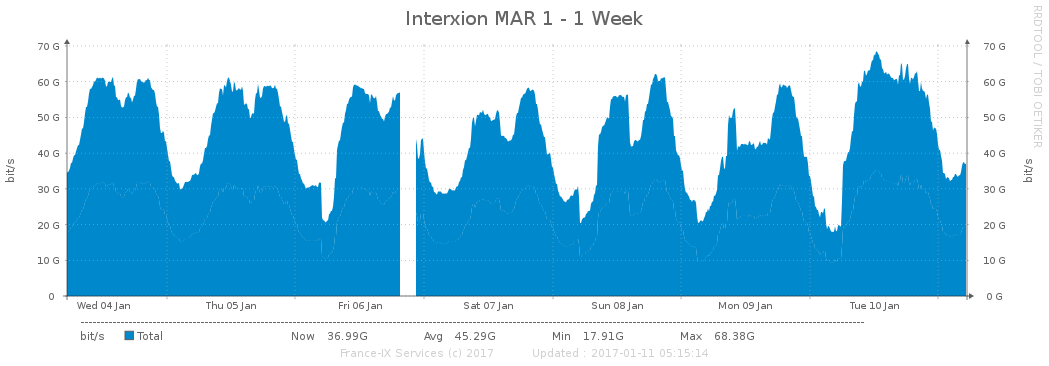 Interxion MAR 1 - 1 Week
RRDTOOL / TOBI OETIKER
70 G 70 G
60 G 60 G
50 G 50 G
40 G 40 G
30 G 30 G
20 G 20 G
10 G 10 G
0 0 G
bit/s bit/s
Wed 04 Jan Thu 05 Jan Fri 06 Jan Sat 07 Jan Sun 08 Jan Mon 09 Jan Tue 10 Jan
bit/s Total Now 36.99G Avg 45.29G Min 17.91G Max 68.38G
France-IX Services (c) 2017 Updated : 2017-01-11 05:15:14